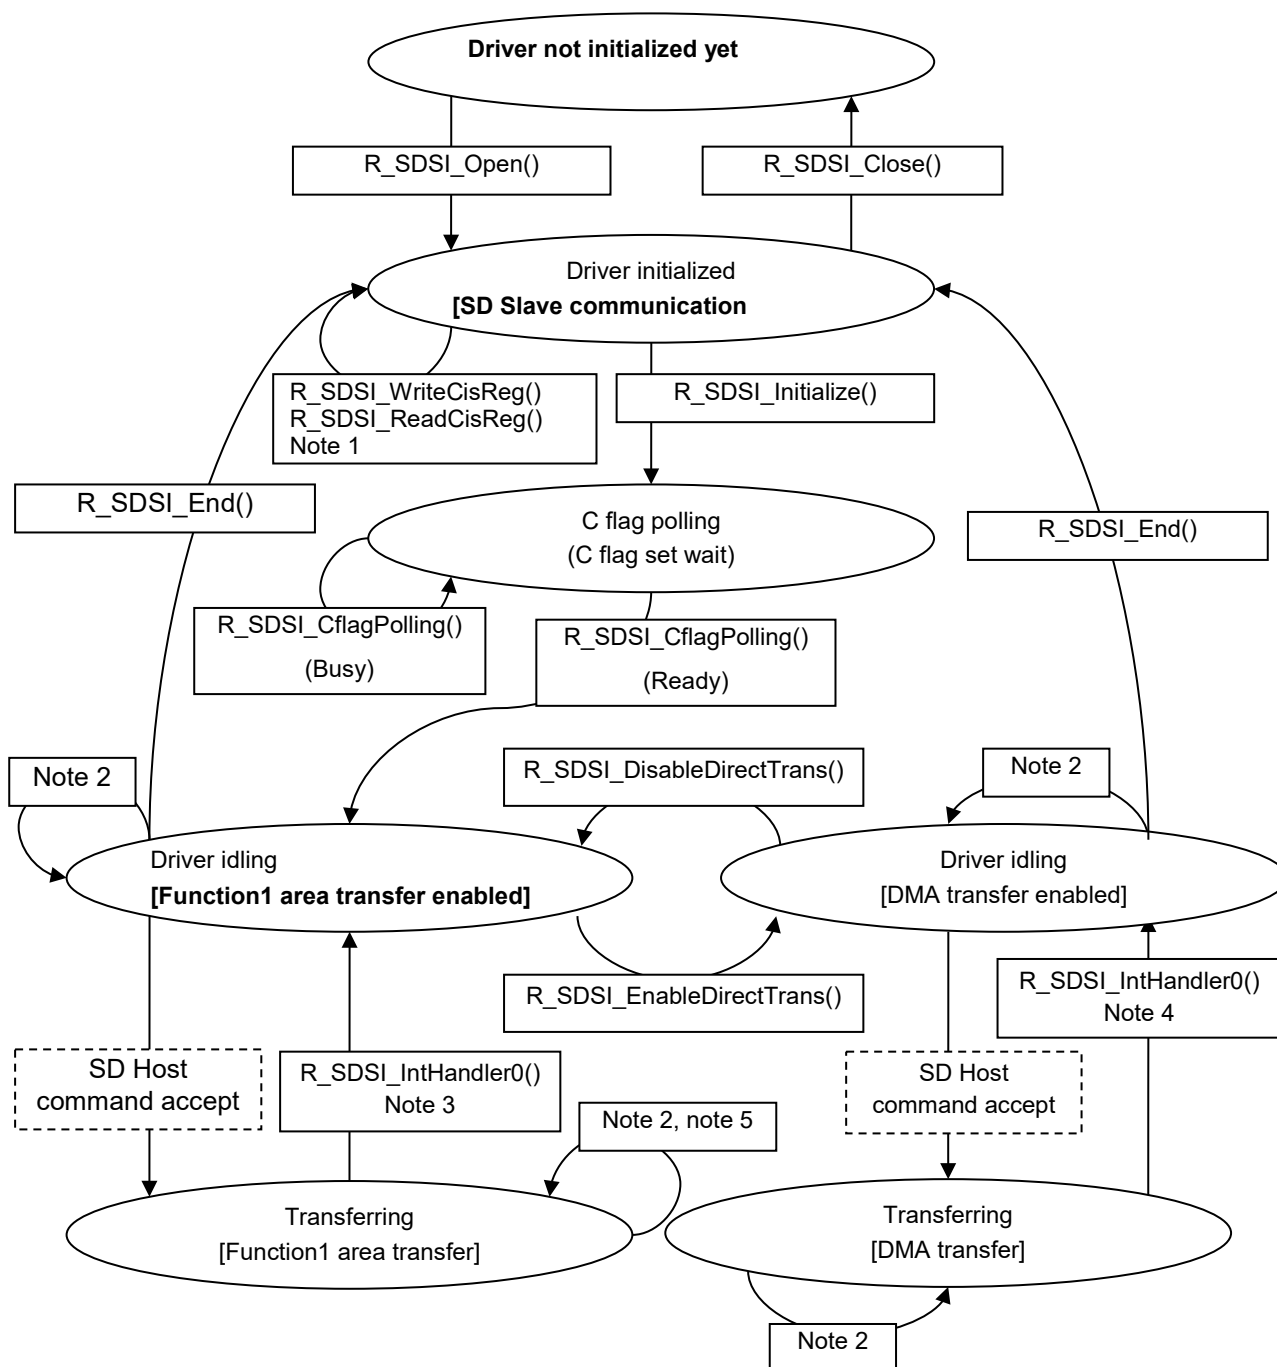 Driver not initialized yet
R_SDSI_Open()
R_SDSI_Close()
Driver initialized
[SD Slave communication
R_SDSI_WriteCisReg()
R_SDSI_ReadCisReg()
Note 1
R_SDSI_Initialize()
R_SDSI_End()
C flag polling
(C flag set wait)
R_SDSI_End()
R_SDSI_CflagPolling()
(Busy)
R_SDSI_CflagPolling()
(Ready)
Note 2
R_SDSI_DisableDirectTrans()
Note 2
Driver idling
[Function1 area transfer enabled]
Driver idling
[DMA transfer enabled]
R_SDSI_EnableDirectTrans()
R_SDSI_IntHandler0()
Note 4
SD Host
command accept
R_SDSI_IntHandler0()
Note 3
SD Host
command accept
Note 2, note 5
Transferring
[Function1 area transfer]
Transferring
[DMA transfer]
Note 2